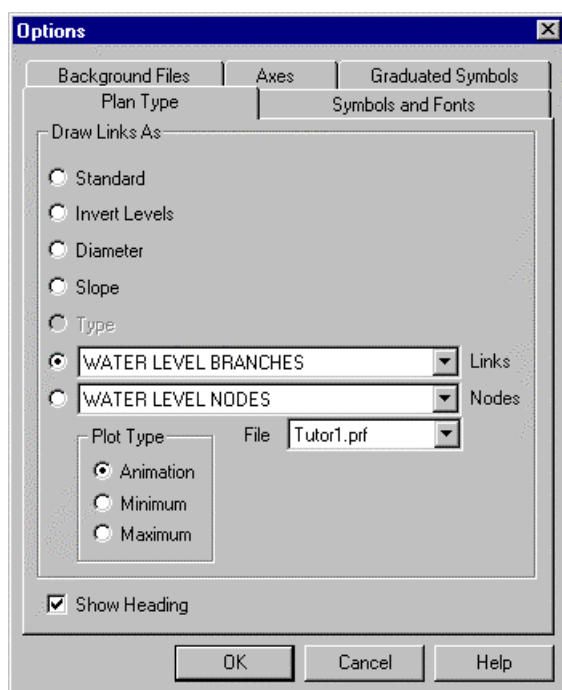 Options
Background Files Axes Graduated Symbols
Plan Type Symbols and Fonts
Draw Links As
Standard
Invert Levels
Diameter
Slope
Type
WATER LEVEL BRANCHES Links
WATER LEVEL NODES Nodes
Plot Type File Tutor1.prf
Animation
Minimum
Maximum
Show Heading
OK Cancel Help